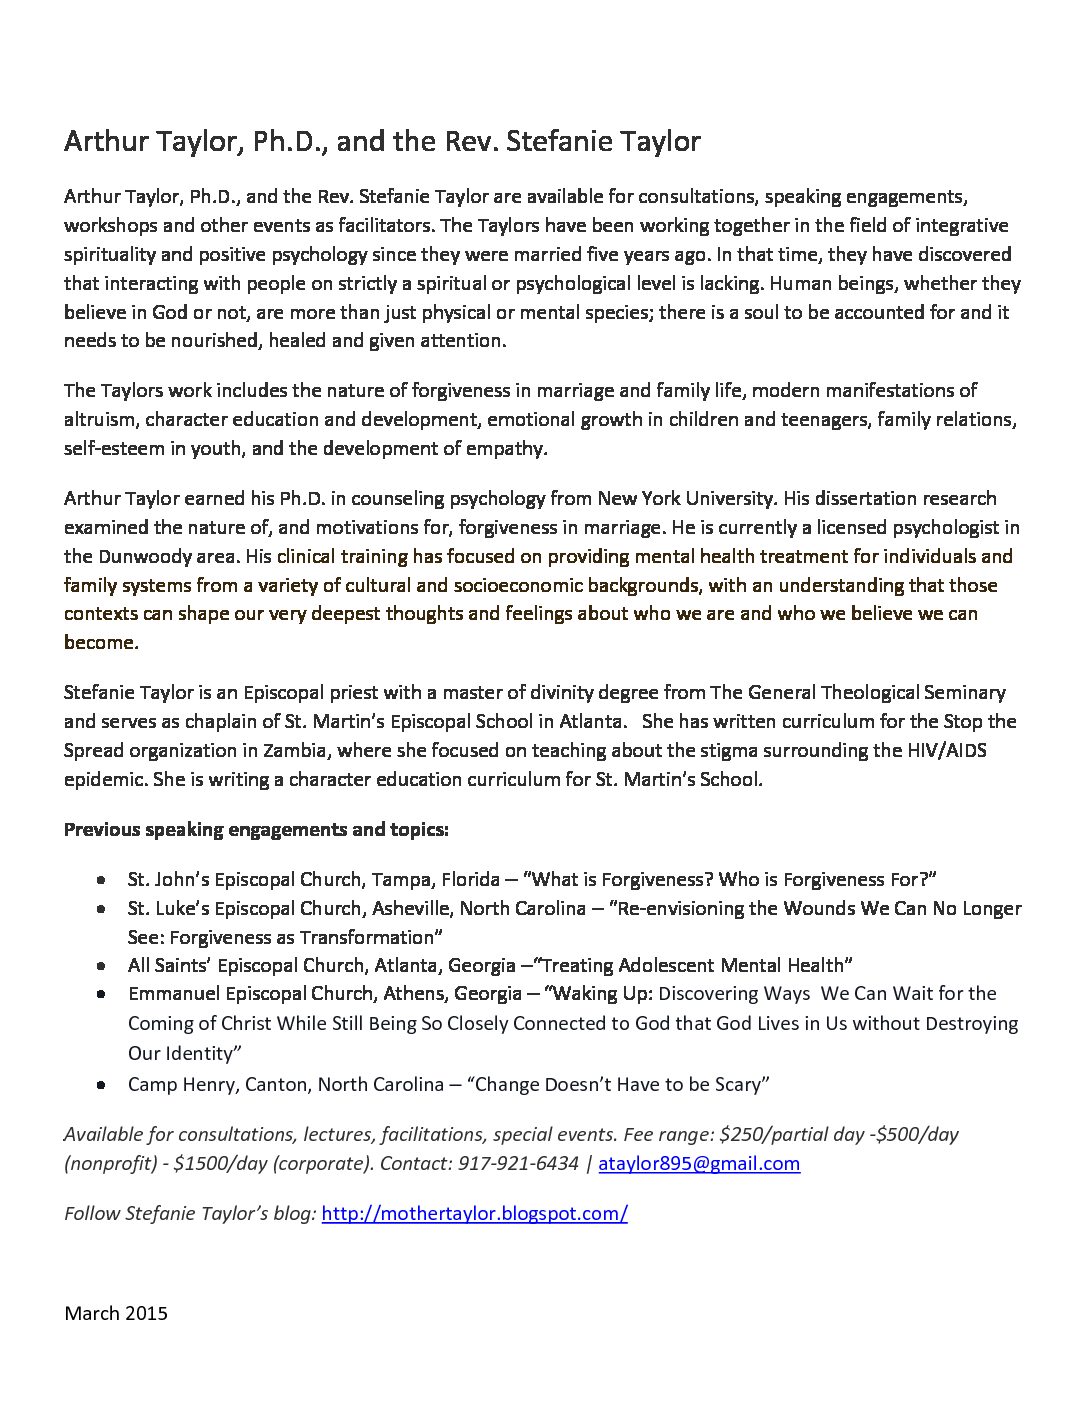 Arthur Taylor, Ph.D., and the Rev. Stefanie Taylor
Arthur Taylor, Ph.D., and the Rev. Stefanie Taylor are available for consultations, speaking engagements,
workshops and other events as facilitators. The Taylors have been working together in the field of integrative
spirituality and positive psychology since they were married five years ago. In that time, they have discovered
that interacting with people on strictly a spiritual or psychological level is lacking. Human beings, whether they
believe in God or not, are more than just physical or mental species; there is a soul to be accounted for and it
needs to be nourished, healed and given attention.
The Taylors work includes the nature of forgiveness in marriage and family life, modern manifestations of
altruism, character education and development, emotional growth in children and teenagers, family relations,
self-esteem in youth, and the development of empathy.
Arthur Taylor earned his Ph.D. in counseling psychology from New York University. His dissertation research
examined the nature of, and motivations for, forgiveness in marriage. He is currently a licensed psychologist in
the Dunwoody area. His clinical training has focused on providing mental health treatment for individuals and
family systems from a variety of cultural and socioeconomic backgrounds, with an understanding that those
contexts can shape our very deepest thoughts and feelings about who we are and who we believe we can
become.
Stefanie Taylor is an Episcopal priest with a master of divinity degree from The General Theological Seminary
and serves as chaplain of St. Martin's Episcopal School in Atlanta.   She has written curriculum for the Stop the
Spread organization in Zambia, where she focused on teaching about the stigma surrounding the HIV/AIDS
epidemic. She is writing a character education curriculum for St. Martin's School.
Previous speaking engagements and topics:
• St. John's Episcopal Church, Tampa, Florida – "What is Forgiveness? Who is Forgiveness For?"
• St. Luke's Episcopal Church, Asheville, North Carolina – "Re-envisioning the Wounds We Can No Longer
See: Forgiveness as Transformation"
• All Saints' Episcopal Church, Atlanta, Georgia –"Treating Adolescent Mental Health"
• Emmanuel Episcopal Church, Athens, Georgia – "Waking Up: Discovering Ways  We Can Wait for the
Coming of Christ While Still Being So Closely Connected to God that God Lives in Us without Destroying
Our Identity"
• Camp Henry, Canton, North Carolina – "Change Doesn't Have to be Scary"
Available for consultations, lectures, facilitations, special events. Fee range: $250/partial day -$500/day
(nonprofit) - $1500/day (corporate). Contact: 917-921-6434 | ataylor895@gmail.com
Follow Stefanie Taylor's blog: http://mothertaylor.blogspot.com/
March 2015